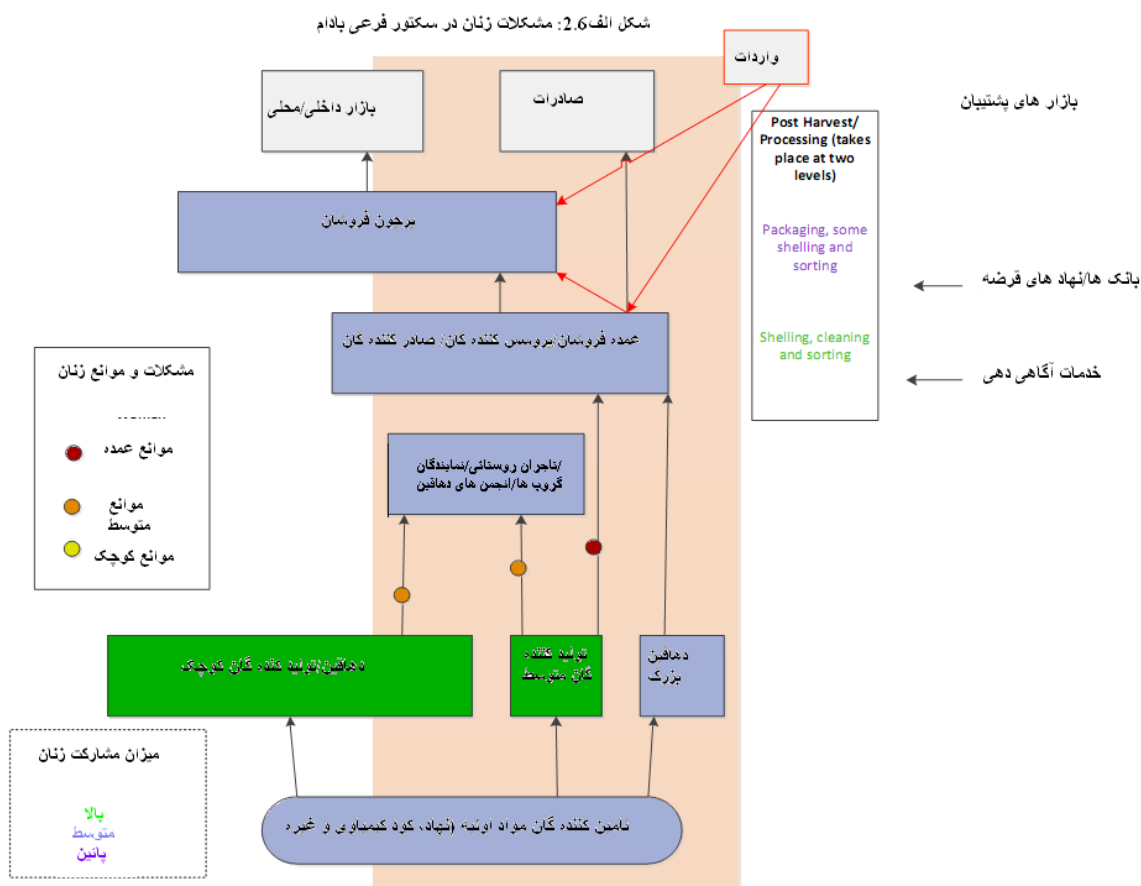 شکل الف2.6: مشکلات زنان در سکتور فرعی بادام
واردات
بازار داخلی/محلی
صادرات
بازار های پشتیبان
Post Harvest/
Processing (takes
place at two
levels)
Packaging, some
shelling and
sorting
Shelling, cleaning
and sorting
پرچون فروشان
بانک ها/نهاد های قرضه
عمده فروشان/پروسس کننده گان/ صادر کننده گان
خدمات آگاهی دهی
مشکلات و موانع زنان
موانع عمده
موانع
متوسط
موانع کوچک
/تاجران روستائی/نمایندگان
گروپ ها/انجمن های دهاقین
دهاقین/تولید کننده گان کوچک
تولید کننده
گان متوسط
دهاقین
بزرگ
میزان مشارکت زنان
بالا
متوسط
پائین
تامین کننده گان مواد اولیه (نهاد، کود کیمیاوی و غیره